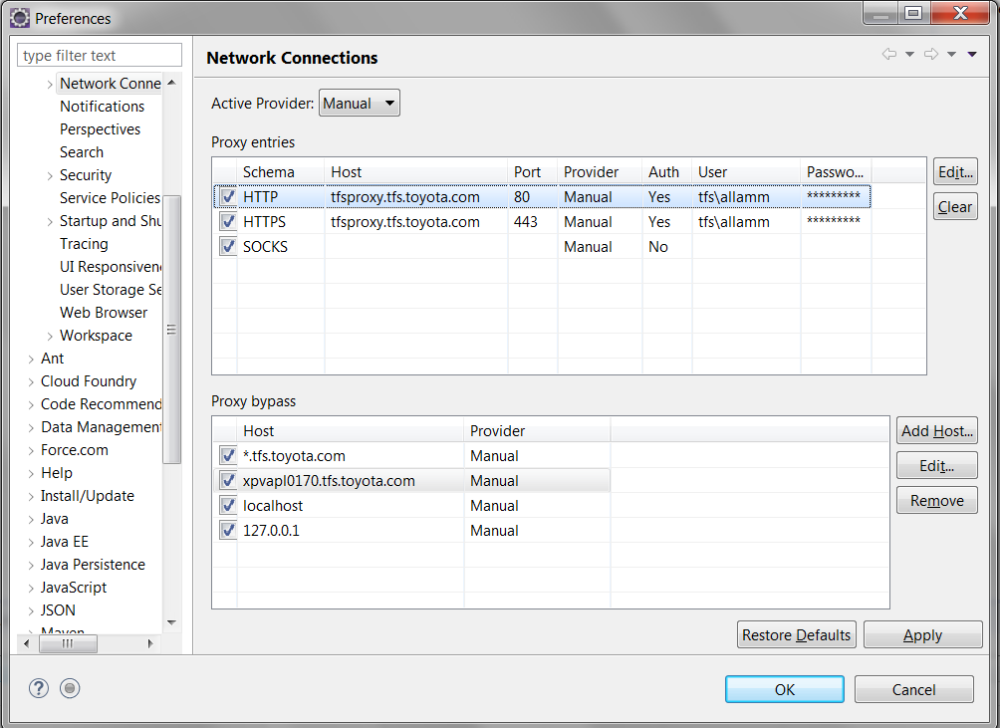 Preferences
type filter text
Network Conne
Notifications
Perspectives
Search
Security
Service Policies
Startup and Shu
Tracing
UI Responsiven
User Storage Se
Web Browser
Workspace
Ant
Cloud Foundry
Code Recommend
Data Management
Force.com
Help
Install/Update
Java
Java EE
Java Persistence
JavaScript
JSON
Maven
Network Connections
Active Provider: Manual
Proxy entries
Schema Host Port Provider Auth User Passwo...
HTTP tfsproxy.tfs.toyota.com 80 Manual Yes tfs\allamm *********
HTTPS tfsproxy.tfs.toyota.com 443 Manual Yes tfs\allamm *********
SOCKS Manual No
Edit...
Clear
Proxy bypass
Host Provider
*.tfs.toyota.com Manual
xpvapl0170.tfs.toyota.com Manual
localhost Manual
127.0.0.1 Manual
Add Host...
Edit...
Remove
Restore Defaults Apply
? OK Cancel